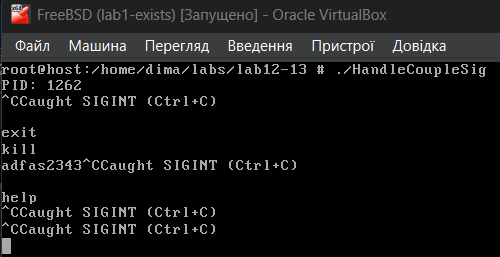 FreeBSD (lab1-exists) [Запущено] - Oracle VirtualBox
Файл Машина Перегляд Введення Пристрої Довідка
root@host:/home/dima/labs/lab12-13 # ./HandleCoupleSig
PID: 1262
^CCaught SIGINT (Ctrl+C)
exit
kill
adfas2343^CCaught SIGINT (Ctrl+C)
help
^CCaught SIGINT (Ctrl+C)
^CCaught SIGINT (Ctrl+C)